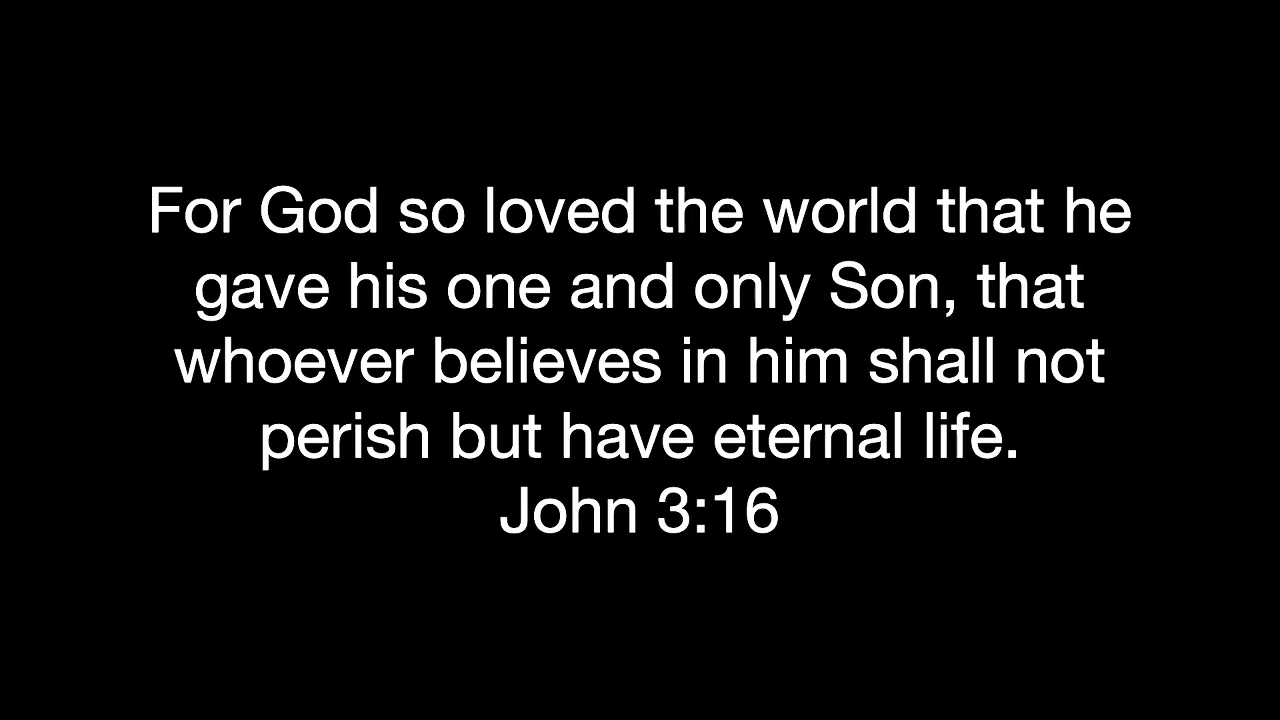 For God so loved the world that he
gave his one and only Son, that
whoever believes in him shall not
perish but have eternal life.
John 3:16